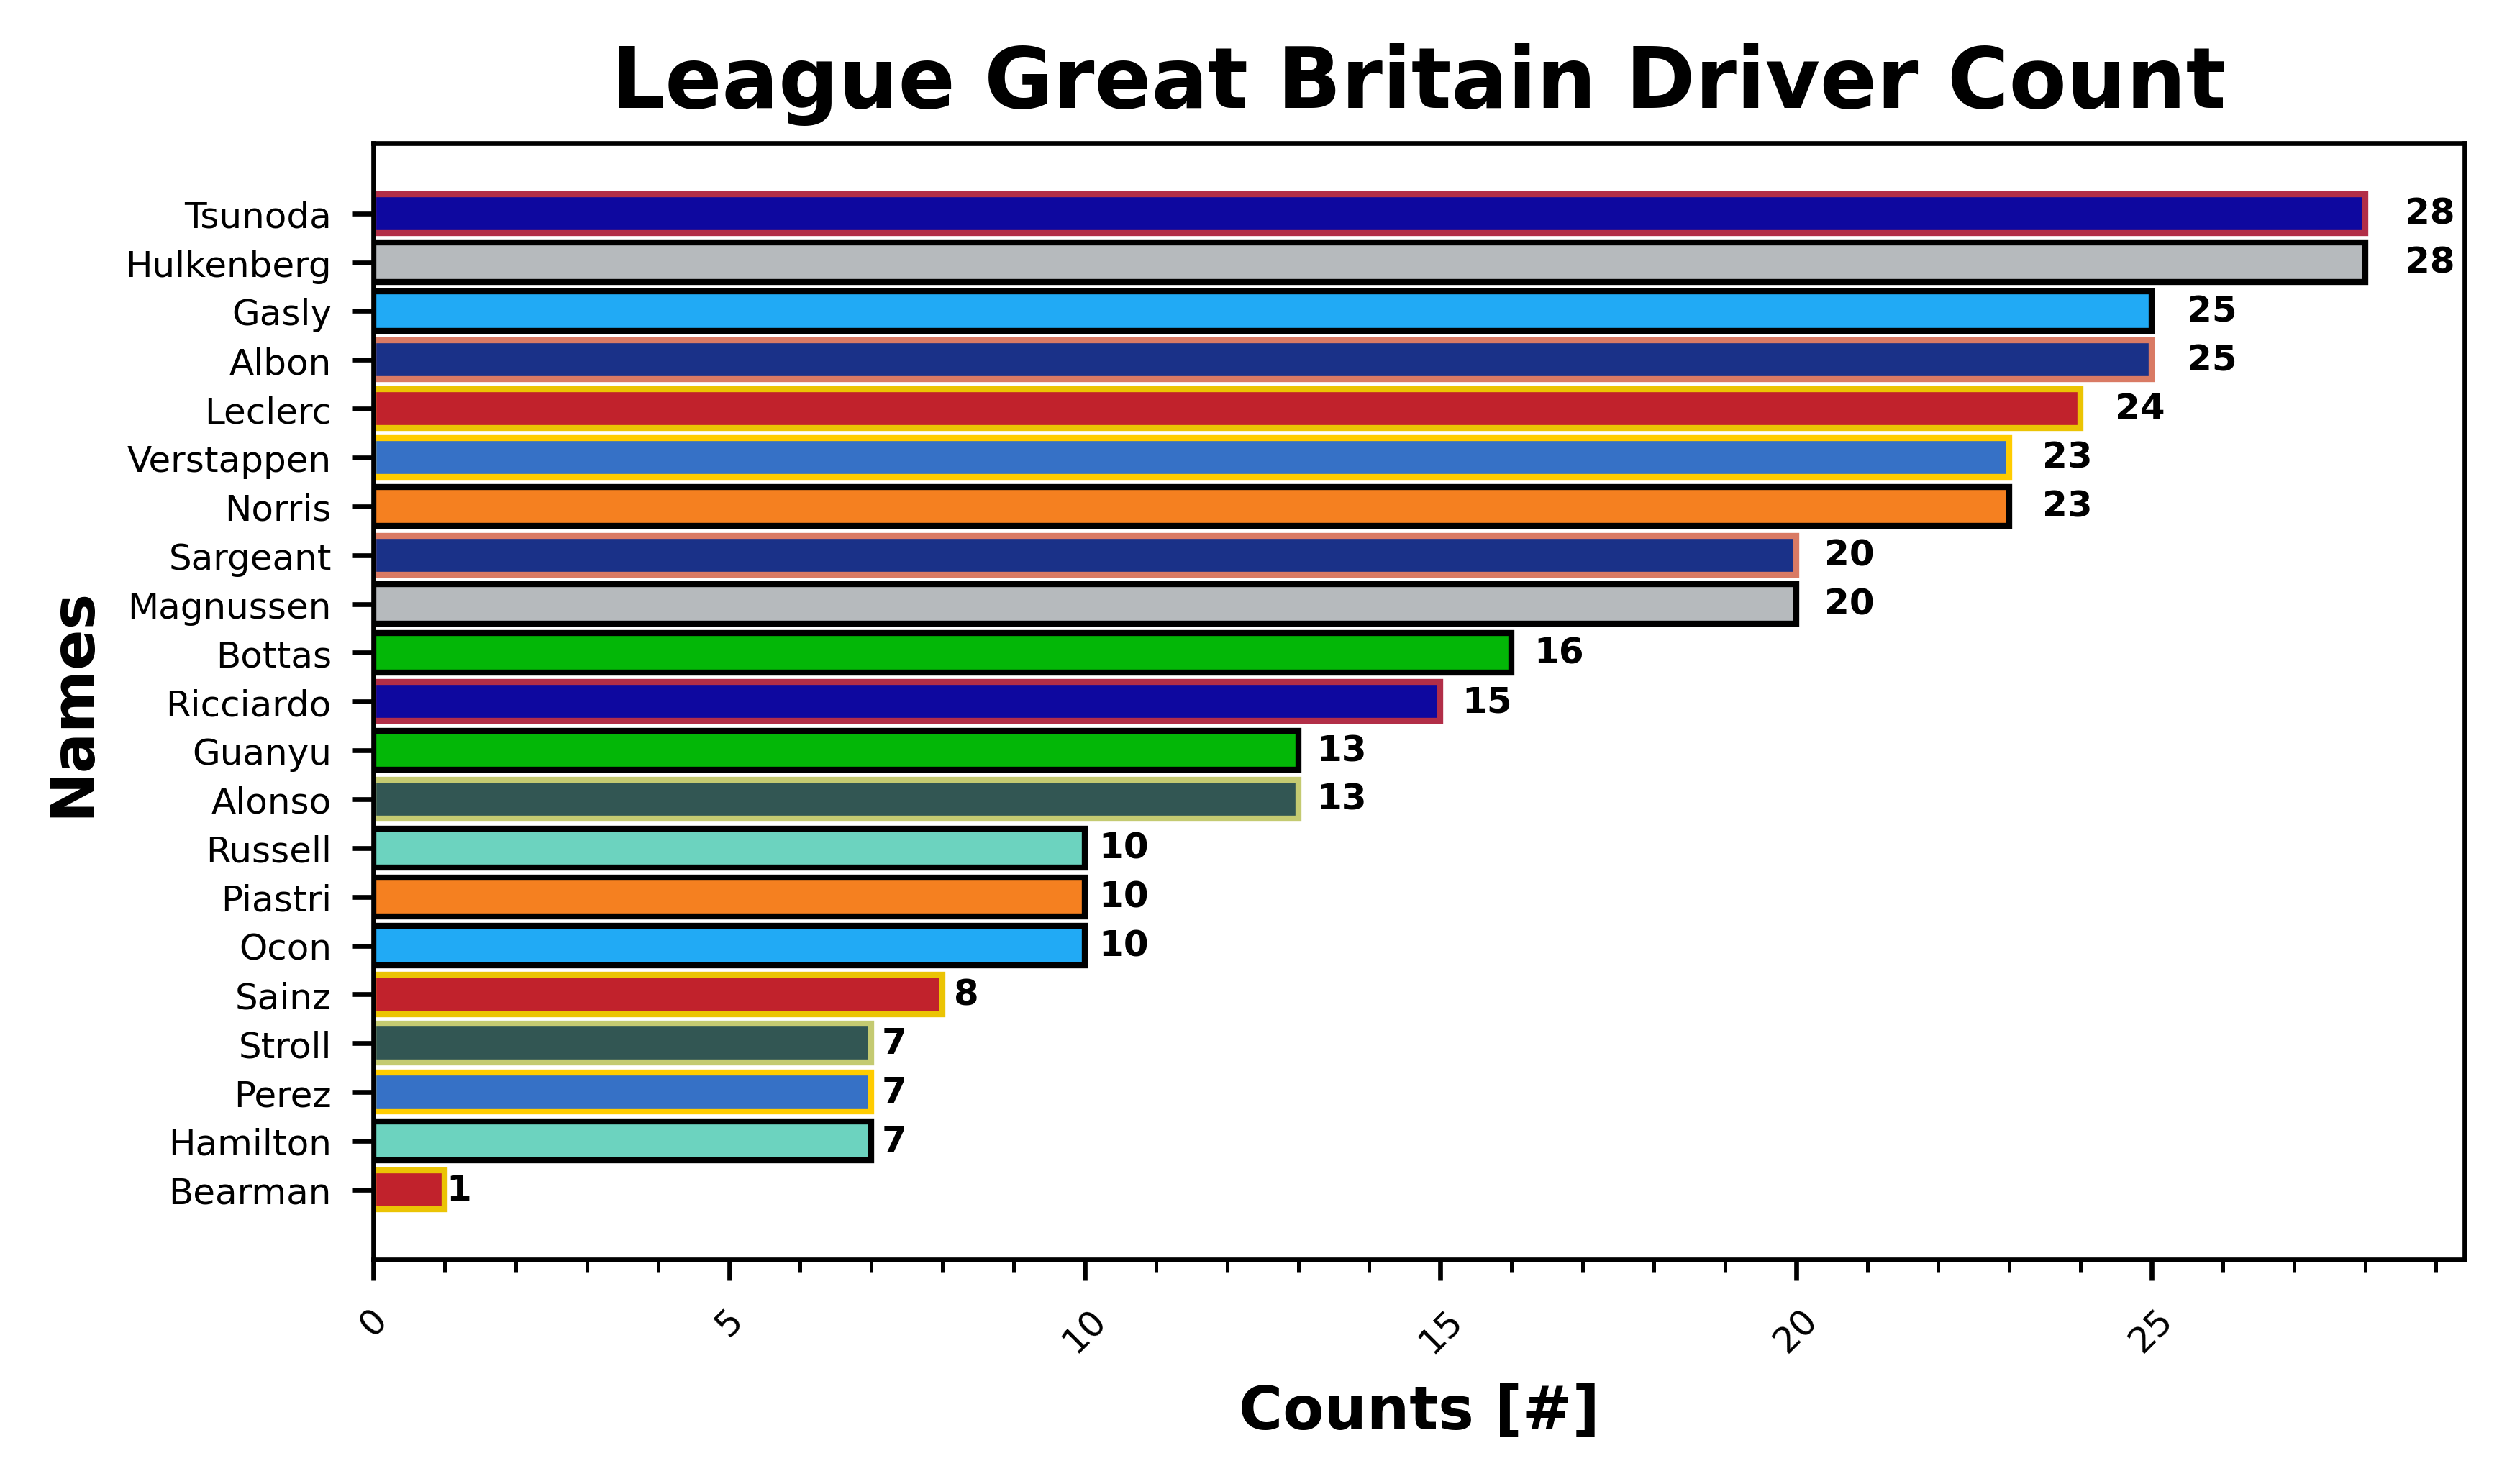 League Great Britain Driver Count
Names
Tsunoda 28
Hulkenberg 28
Gasly 25
Albon 25
Leclerc 24
Verstappen 23
Norris 23
Sargeant 20
Magnussen 20
Bottas 16
Ricciardo 15
Guanyu 13
Alonso 13
Russell 10
Piastri 10
Ocon 10
Sainz 8
Stroll 7
Perez 7
Hamilton 7
Bearman 1
0 5 10 15 20 25
Counts [#]